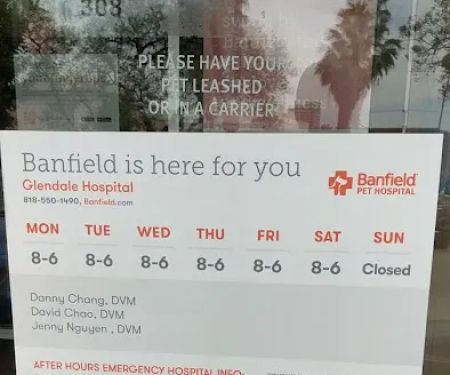 308
PLEASE HAVE YOUR
PET LEASHED
OR IN A CARRIER.
Banfield is here for you
Glendale Hospital
818-550-1490, Banfield.com
Banfield
PET HOSPITAL
MON TUE WED THU FRI SAT SUN
8-6 8-6 8-6 8-6 8-6 8-6 Closed
Danny Chang, DVM
David Chao, DVM
Jenny Nguyen , DVM
AFTER HOURS EMERGENCY HOSPITAL INFO: